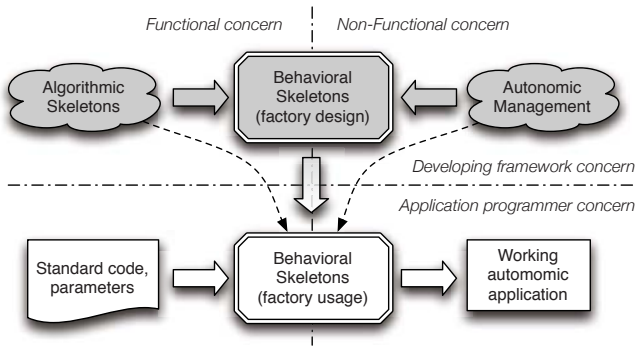 Functional concern
Non-Functional concern
Algorithmic
Skeletons
Behavioral
Skeletons
(factory design)
Autonomic
Management
Developing framework concern
Application programmer concern
Standard code,
parameters
Behavioral
Skeletons
(factory usage)
Working
automomic
application